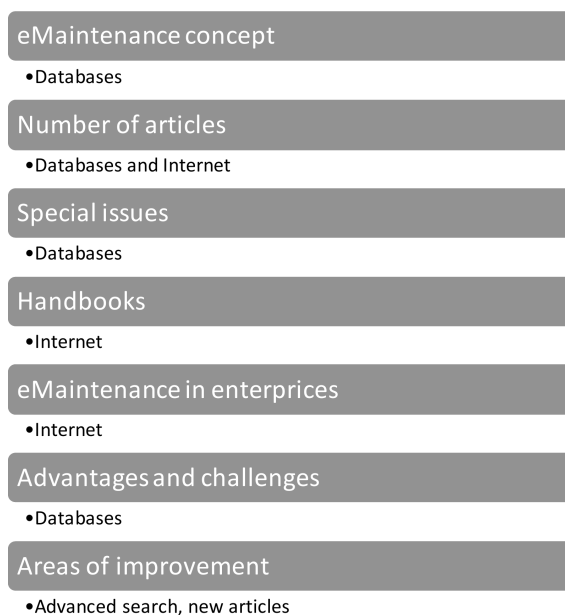 eMaintenance concept
•Databases
Number of articles
•Databases and Internet
Special issues
•Databases
Handbooks
•Internet
eMaintenance in enterprices
•Internet
Advantages and challenges
•Databases
Areas of improvement
•Advanced search, new articles